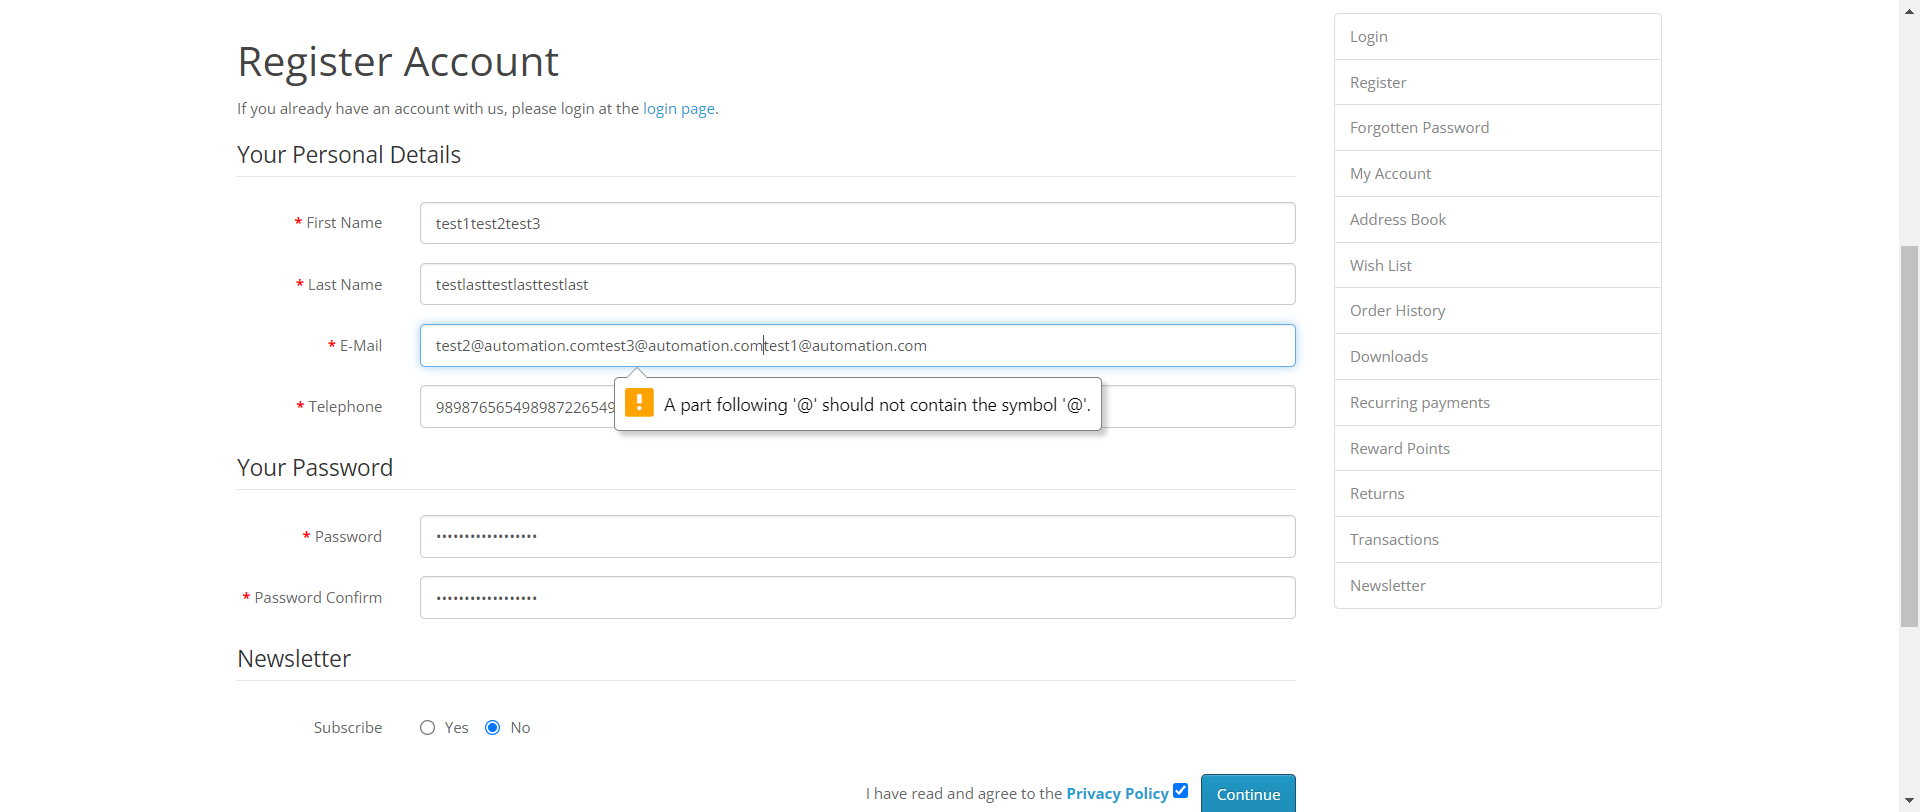 Register Account
If you already have an account with us, please login at the login page.
Your Personal Details
* First Name test1test2test3
* Last Name testlasttestlasttestlast
* E-Mail test2@automation.comtest3@automation.comtest1@automation.com
A part following '@' should not contain the symbol '@'.
* Telephone 989876565498987226549
Your Password
* Password ••••••••••••••••••
* Password Confirm ••••••••••••••••••
Newsletter
Subscribe Yes No
I have read and agree to the Privacy Policy Continue
Login
Register
Forgotten Password
My Account
Address Book
Wish List
Order History
Downloads
Recurring payments
Reward Points
Returns
Transactions
Newsletter